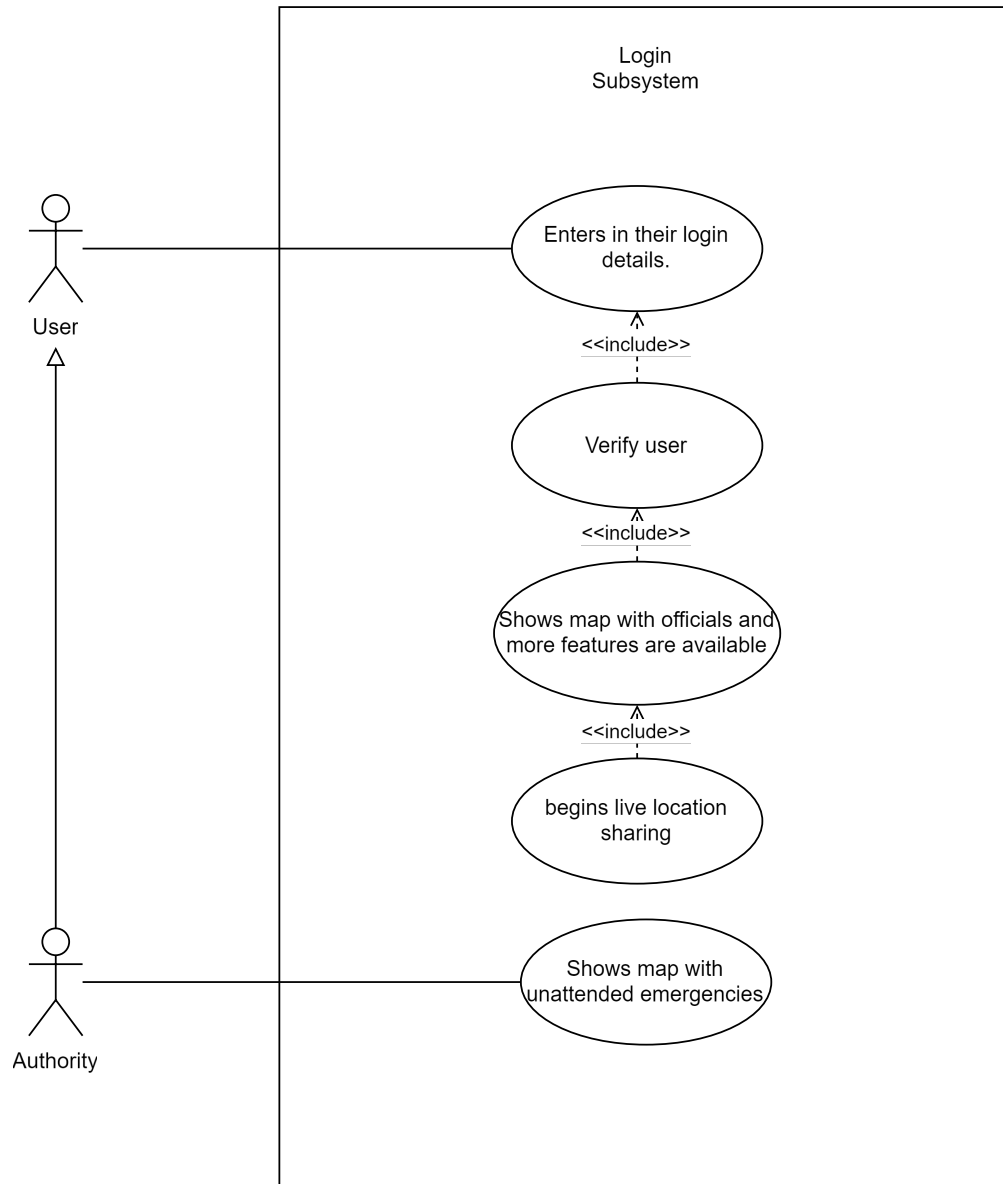 Login
Subsystem
Enters in their login
details.
User
<<include>>
Verify user
<<include>>
Shows map with officials and
more features are available
<<include>>
begins live location
sharing
Shows map with
unattended emergencies
Authority